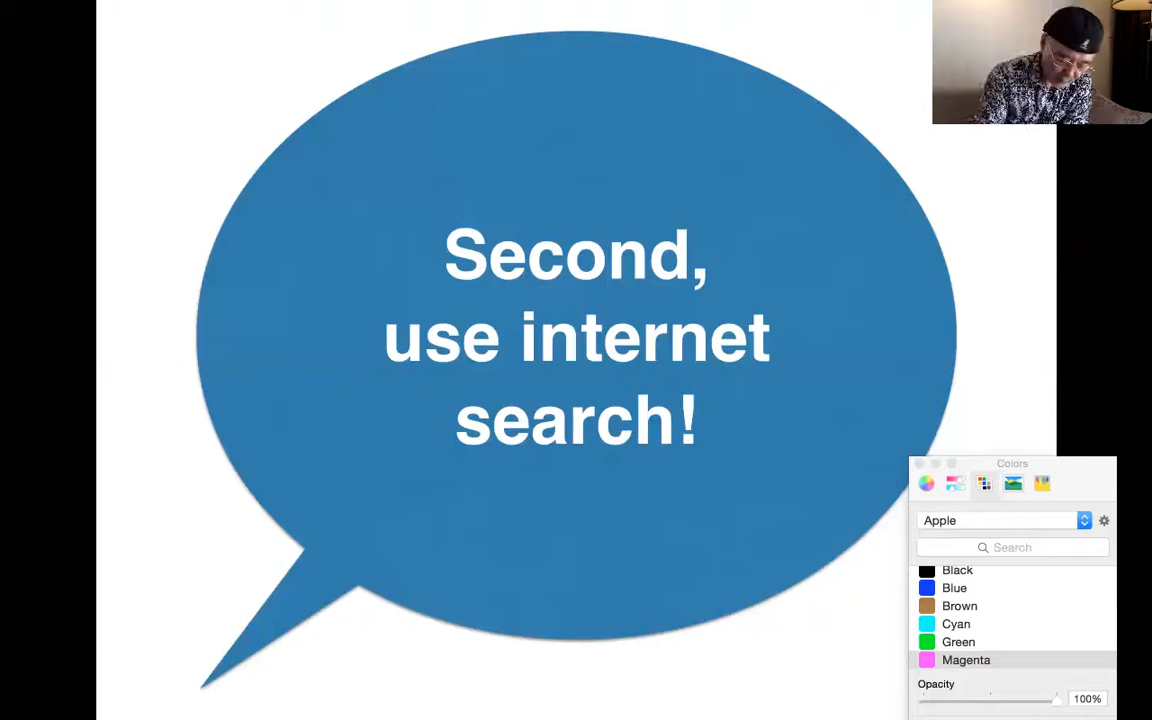 Second,
use internet
search!
Colors
Apple
Search
Black
Blue
Brown
Cyan
Green
Magenta
Opacity
100%